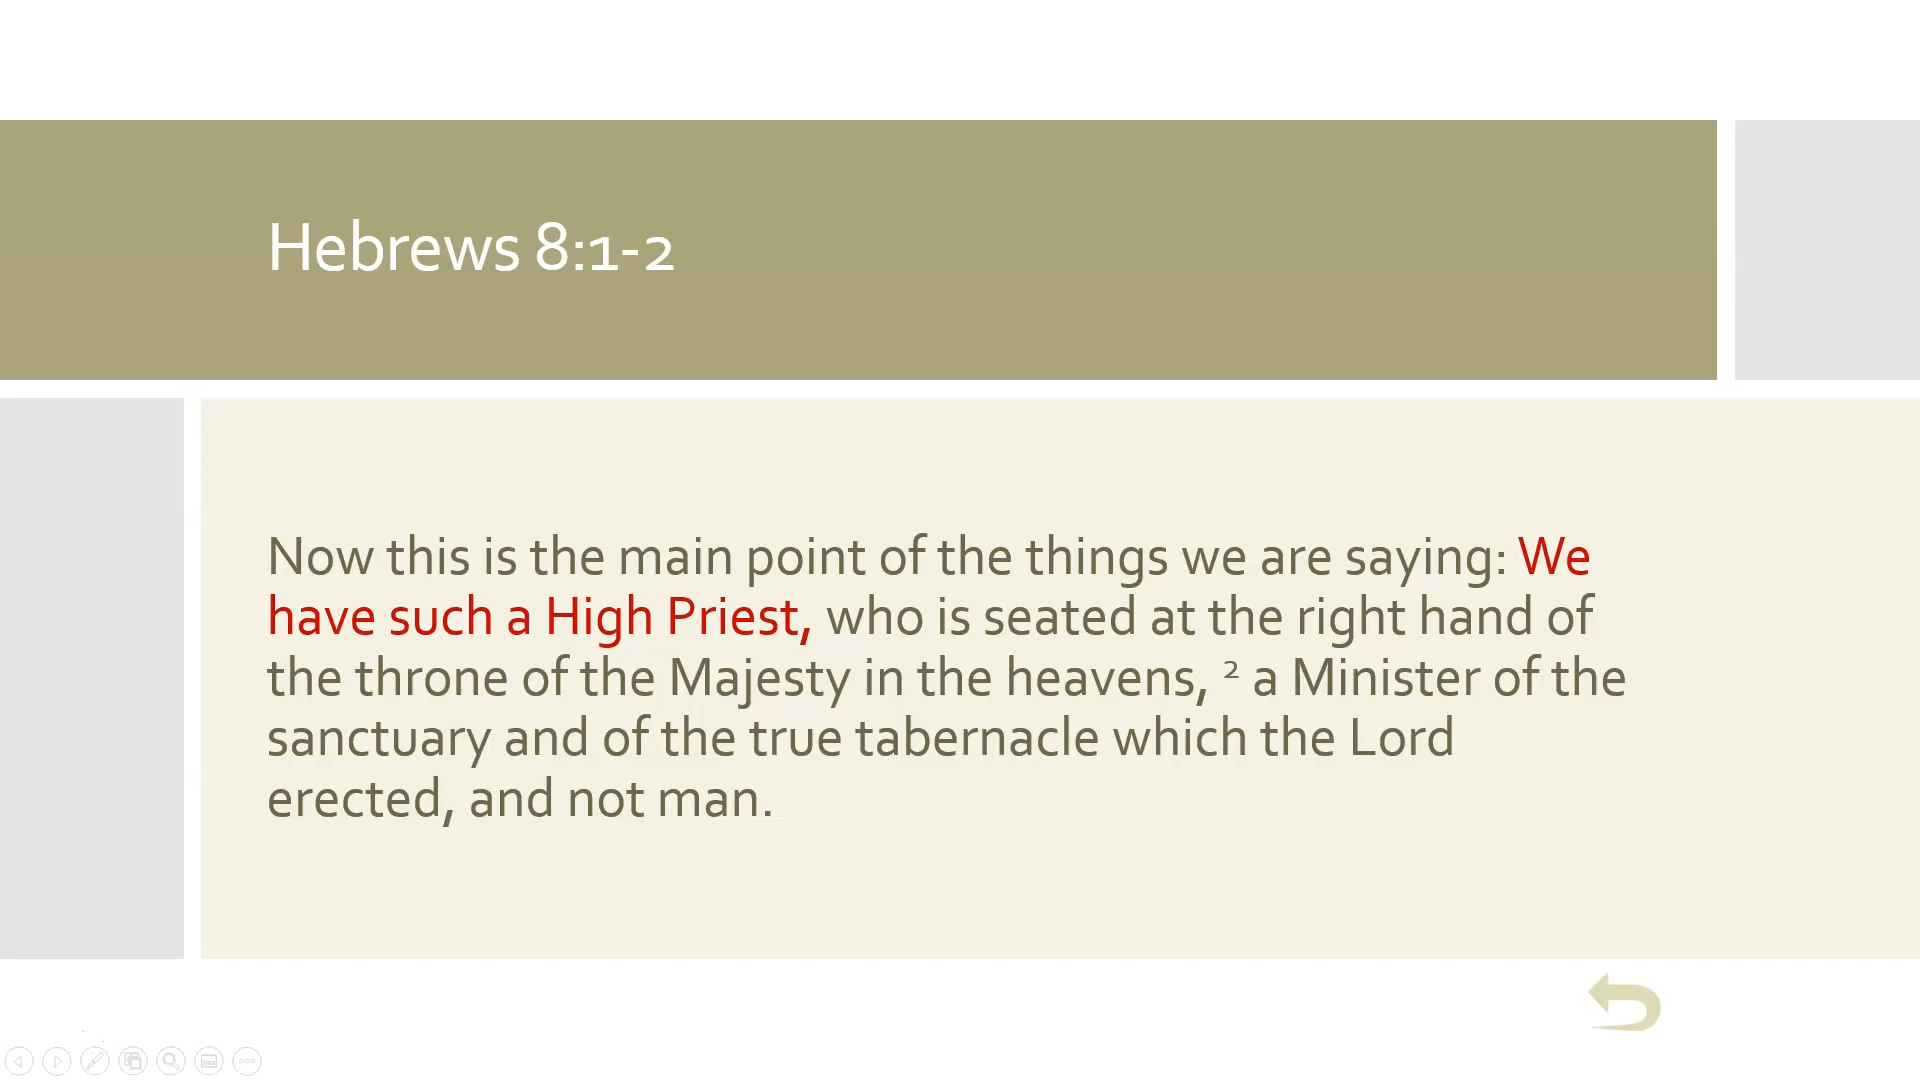 Hebrews 8:1-2
Now this is the main point of the things we are saying: We
have such a High Priest, who is seated at the right hand of
the throne of the Majesty in the heavens, ² a Minister of the
sanctuary and of the true tabernacle which the Lord
erected, and not man.